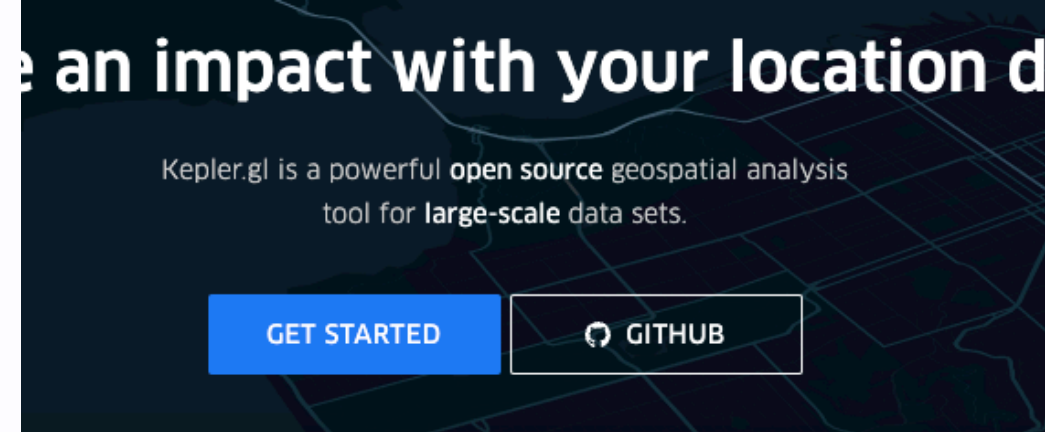 an impact with your location
Kepler.gl is a powerful open source geospatial analysis
tool for large-scale data sets.
GET STARTED
GITHUB